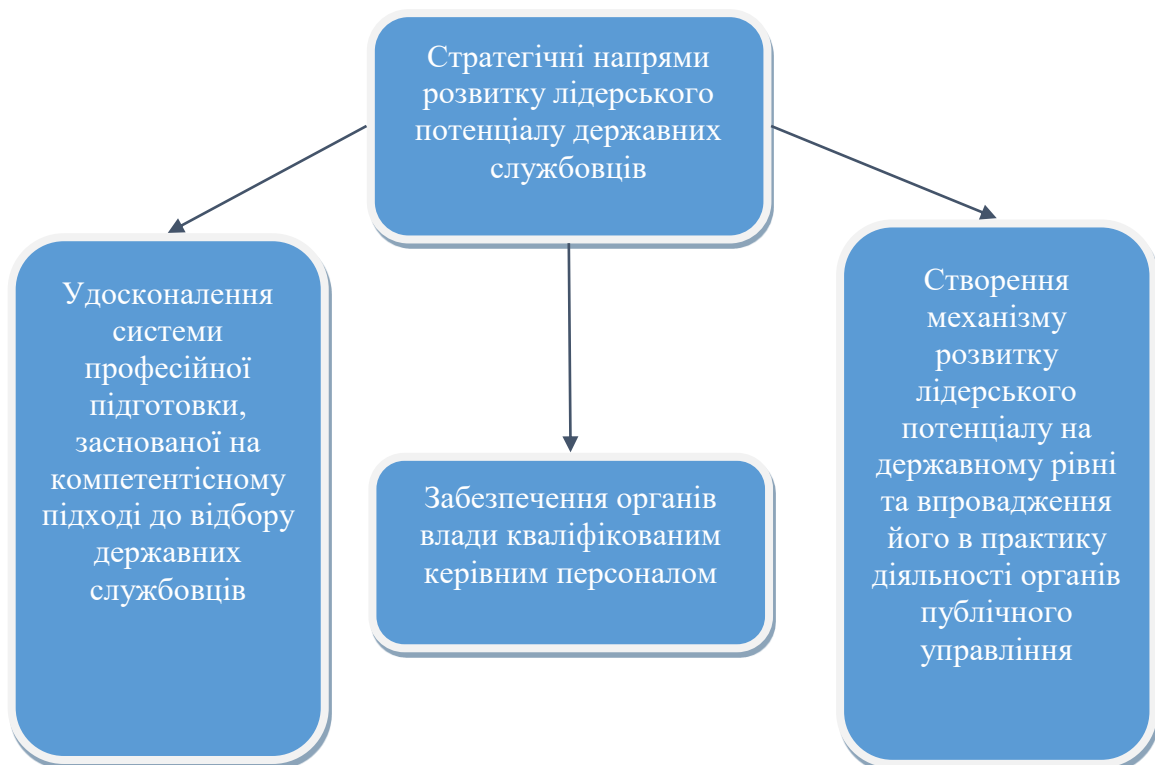 Стратегічні напрями
розвитку лідерського
потенціалу державних
службовців
Удосконалення
системи
професійної
підготовки,
заснованої на
компетентісному
підході до відбору
державних
службовців
Забезпечення органів
влади кваліфікованим
керівним персоналом
Створення
механізму
розвитку
лідерського
потенціалу на
державному рівні
та впровадження
його в практику
діяльності органів
публічного
управління